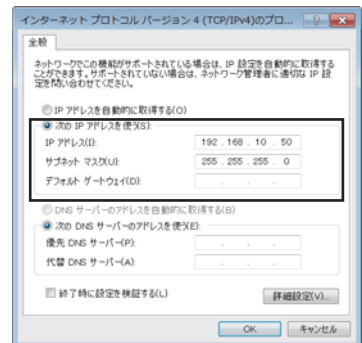 インターネット プロトコル バージョン 4 (TCP/IPv4)のプロ...
全般
ネットワークでこの機能がサポートされている場合は、IP 設定を自動的に取得する
ことができます。サポートされていない場合は、ネットワーク管理者に適切な IP 設
定を問い合わせてください。
IP アドレスを自動的に取得する(O)
次の IP アドレスを使う(S):
IP アドレス(I): 192 . 168 . 10 . 50
サブネット マスク(U): 255 . 255 . 255 . 0
デフォルト ゲートウェイ(D): . . .
DNS サーバーのアドレスを自動的に取得する(B)
次の DNS サーバーのアドレスを使う(E):
優先 DNS サーバー(P): . . .
代替 DNS サーバー(A): . . .
終了時に設定を検証する(L)
詳細設定(V)...
OK キャンセル